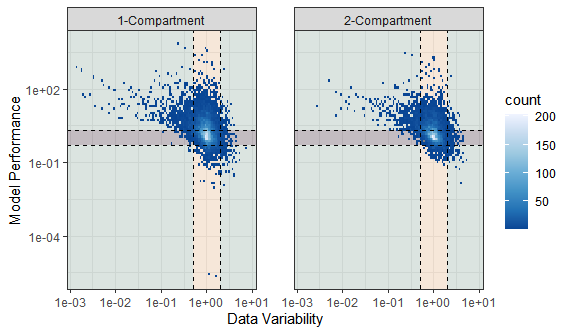 1-Compartment
2-Compartment
Model Performance
1e+02
1e-01
1e-04
1e-03
1e-02
1e-01
1e+00
1e+01
1e-03
1e-02
1e-01
1e+00
1e+01
Data Variability
count
200
150
100
50